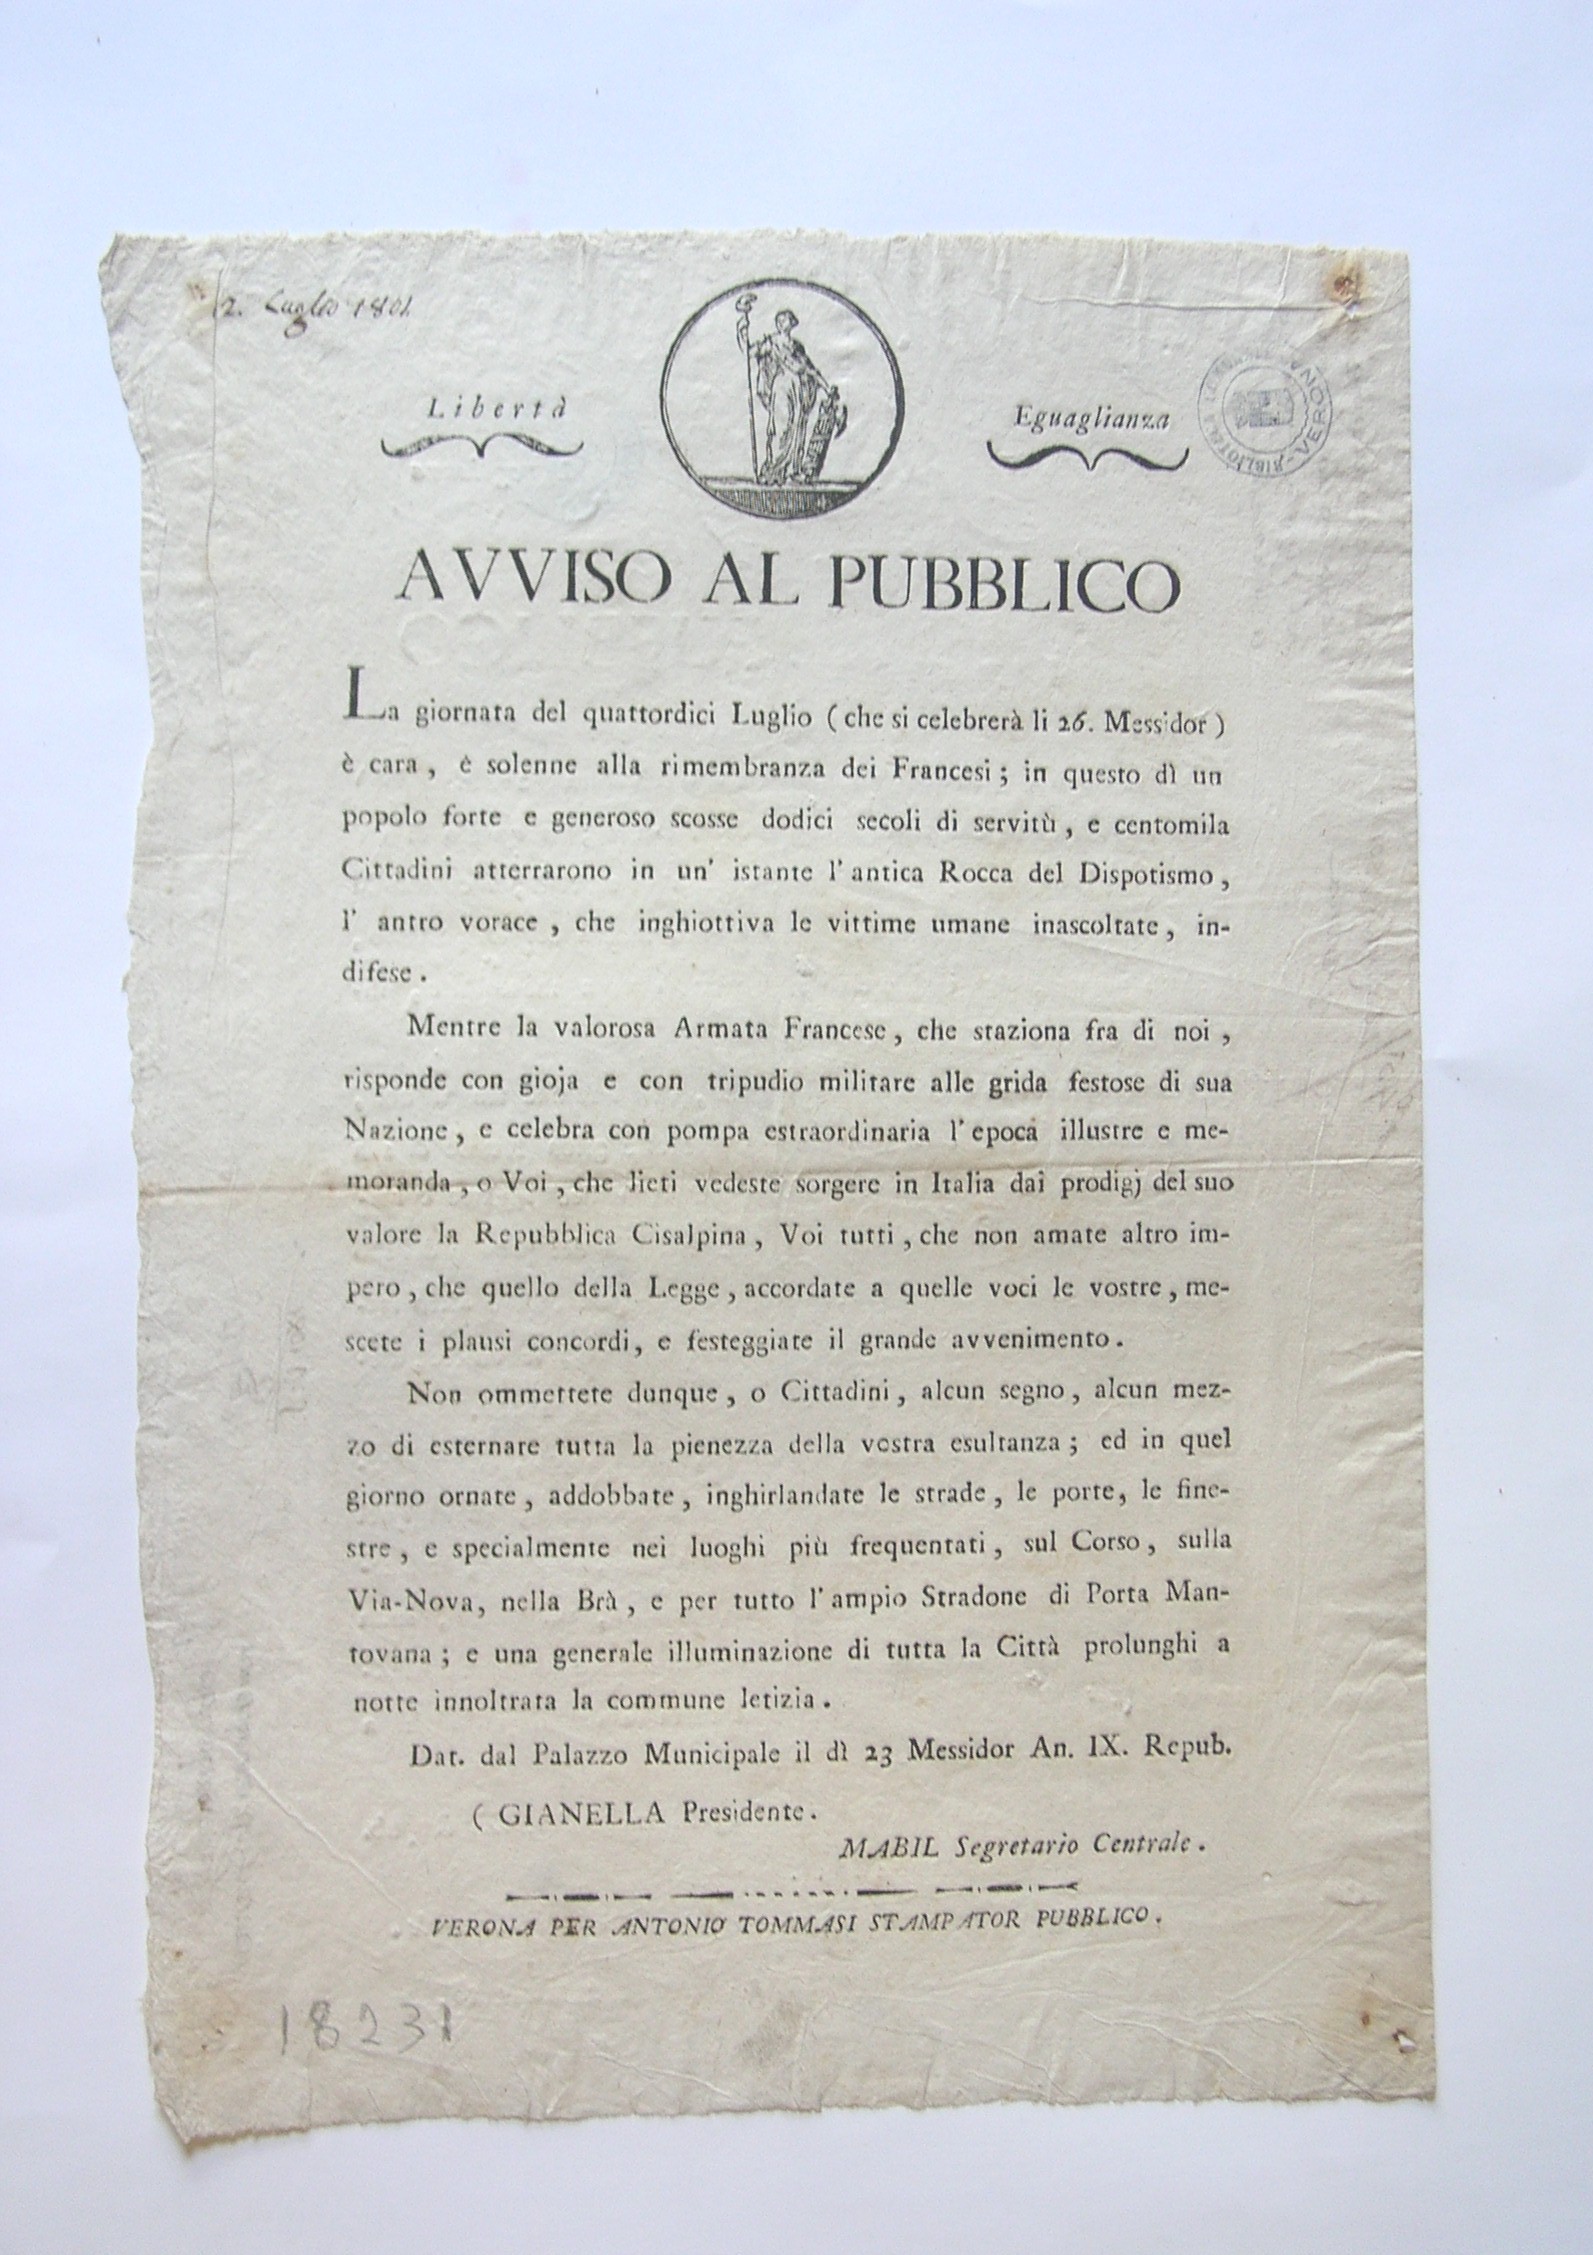 12. Luglio 1801.
Libertà
Eguaglianza
BIBLIOTECA VERONA
AVVISO AL PUBBLICO
La giornata del quattordici Luglio ( che si celebrerà li 26. Messidor )
è cara , è solenne alla rimembranza dei Francesi ; in questo dì un
popolo forte e generoso scosse dodici secoli di servitù , e centomila
Cittadini atterrarono in un' istante l' antica Rocca del Dispotismo ,
l' antro vorace , che inghiottiva le vittime umane inascoltate , in-
difese .
Mentre la valorosa Armata Francese , che staziona fra di noi ,
risponde con gioja e con tripudio militare alle grida festose di sua
Nazione , e celebra con pompa estraordinaria l' epoca illustre e me-
moranda , o Voi , che lieti vedeste sorgere in Italia dai prodigj del suo
valore la Repubblica Cisalpina , Voi tutti , che non amate altro im-
pero , che quello della Legge , accordate a quelle voci le vostre , me-
scete i plausi concordi , e festeggiate il grande avvenimento .
Non ommettete dunque , o Cittadini , alcun segno , alcun mez-
zo di esternare tutta la pienezza della vostra esultanza ; ed in quel
giorno ornate , addobbate , inghirlandate le strade , le porte , le fine-
stre , e specialmente nei luoghi più frequentati , sul Corso , sulla
Via-Nova , nella Brà , e per tutto l' ampio Stradone di Porta Man-
tovana ; e una generale illuminazione di tutta la Città prolunghi a
notte innoltrata la commune letizia .
Dat. dal Palazzo Municipale il dì 23 Messidor An. IX. Repub.
( GIANELLA Presidente .
MABIL Segretario Centrale .
VERONA PER ANTONIO TOMMASI STAMPATOR PUBBLICO .
18231